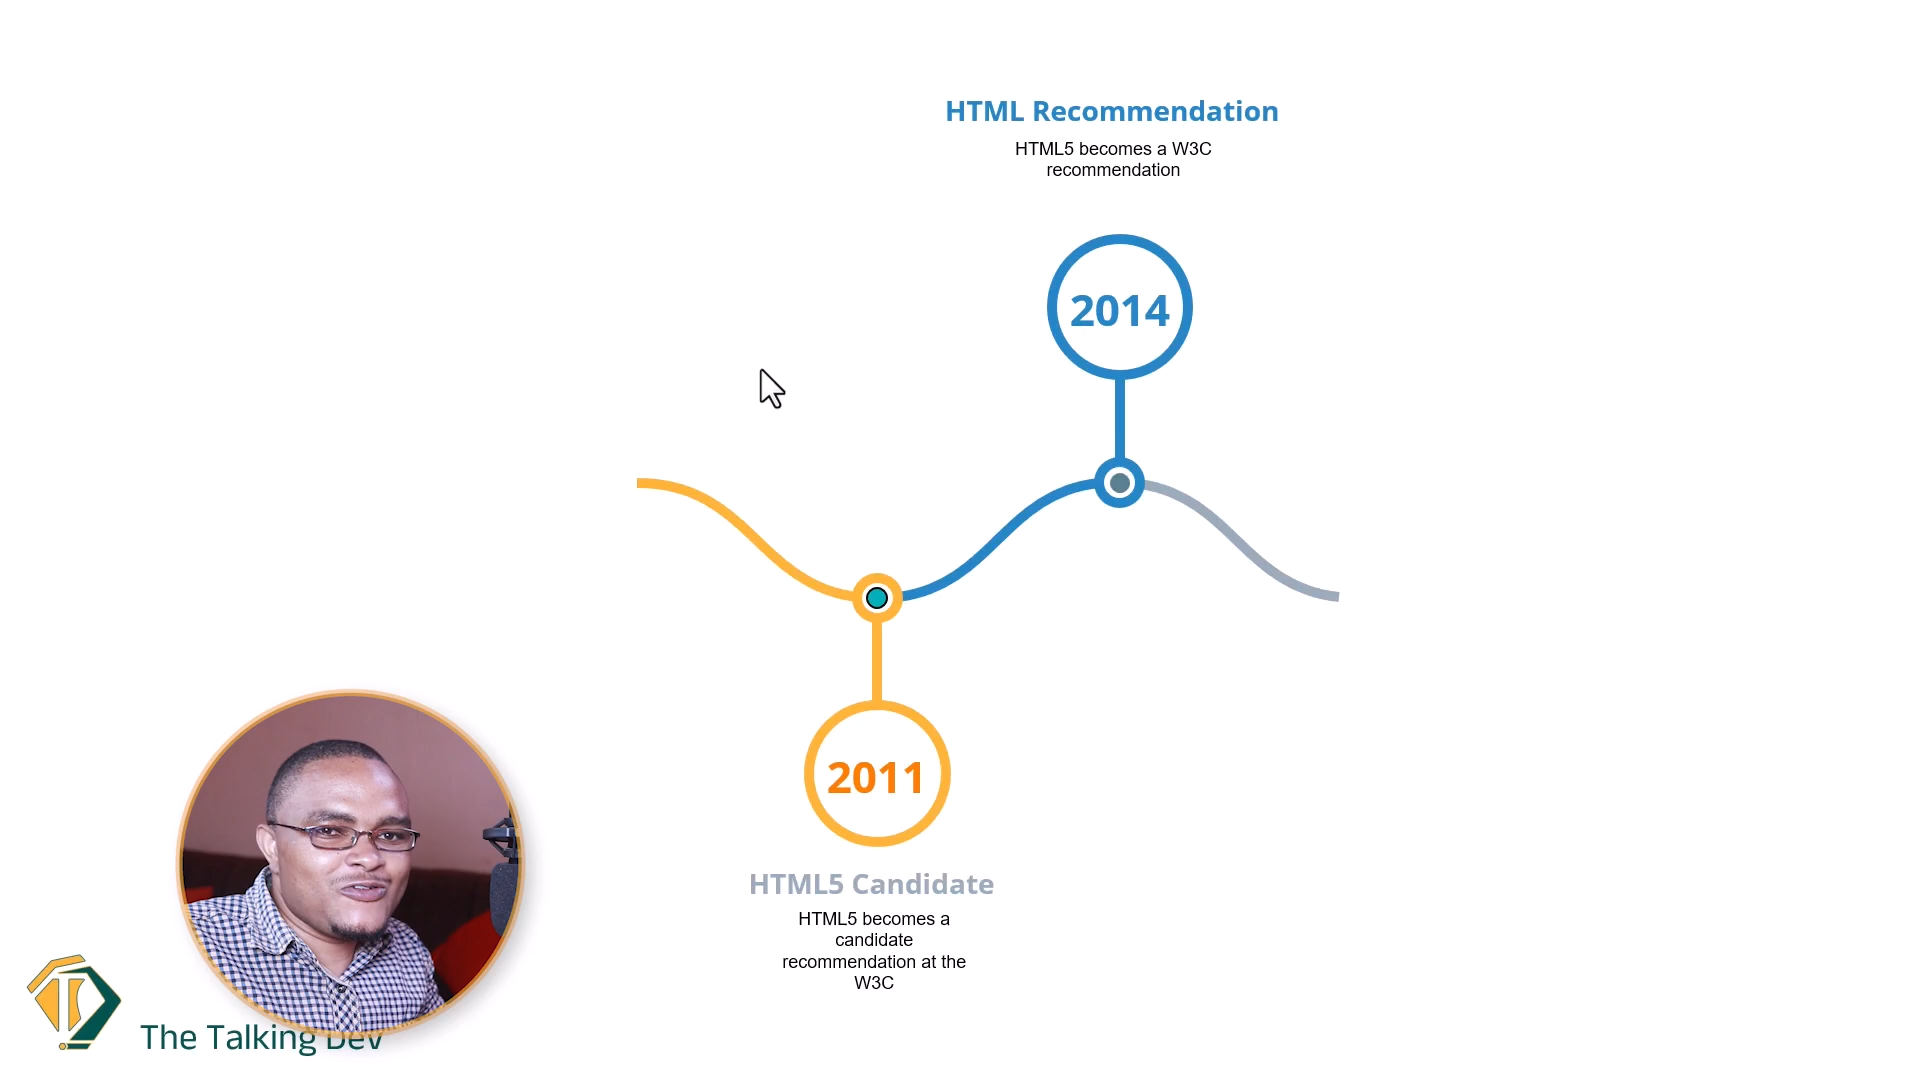 HTML Recommendation
HTML5 becomes a W3C
recommendation
2014
2011
HTML5 Candidate
HTML5 becomes a
candidate
recommendation at the
W3C
The Talking Dev